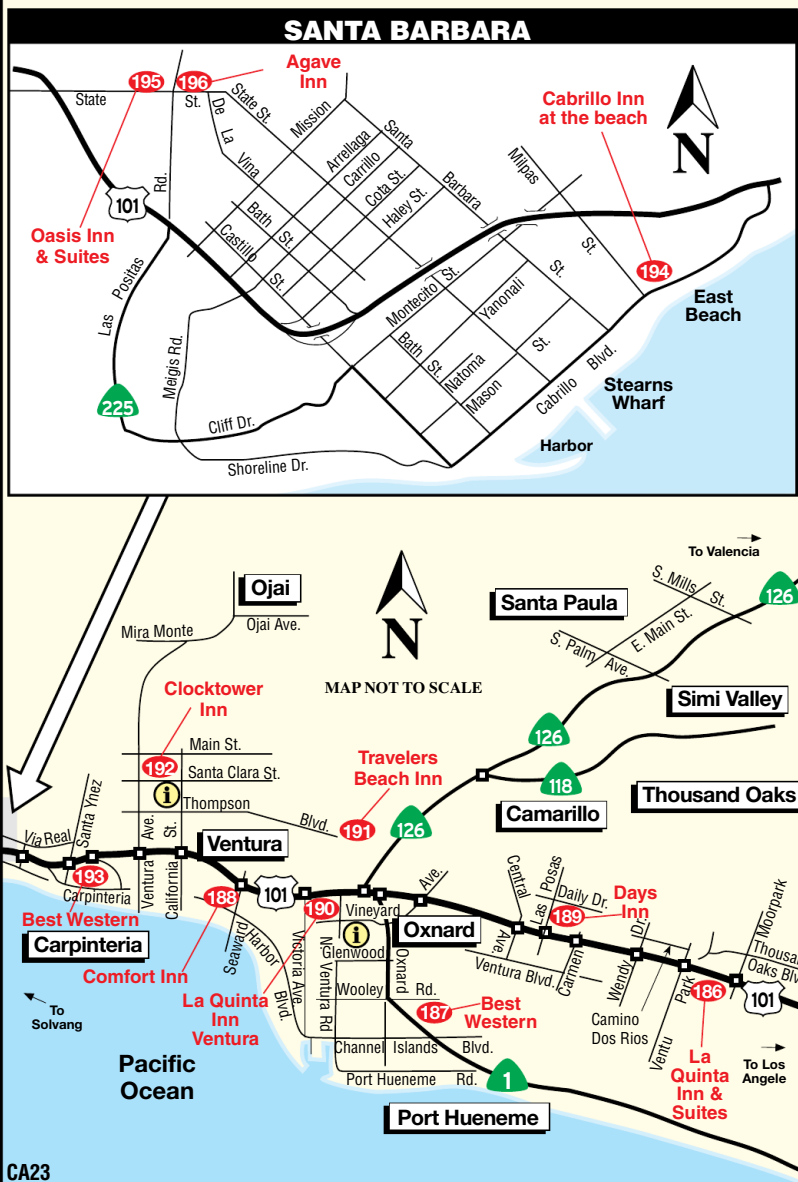 SANTA BARBARA
195
196
Agave
Inn
State
St.
State St.
De
La
Vina
Mission
Santa
Barbara
St.
Arrellaga
Carrillo
Cota St.
Haley St.
Milpas
St.
Cabrillo Inn
at the beach
N
101
Rd.
Positas
Las
Oasis Inn
& Suites
Bath
St.
Castillo
St.
194
East
Beach
Montecito
St.
Yanonali
St.
Bath
St.
Natoma
Mason
Cabrillo
Blvd.
Stearns
Wharf
Harbor
Meigis Rd.
225
Cliff Dr.
Shoreline Dr.
To Valencia
Ojai
Ojai Ave.
Mira Monte
N
MAP NOT TO SCALE
Santa Paula
S. Mills
St.
126
E. Main St.
S. Palm
Ave.
Simi Valley
Clocktower
Inn
Main St.
192
Santa Clara St.
i
Thompson
Blvd.
Travelers
Beach Inn
191
126
126
118
Camarillo
Thousand Oaks
Via Real
Santa Ynez
Ventura
Ave.
Ventura
St.
California
193
Carpinteria
Best Western
Carpinteria
188
Comfort Inn
Seaward
101
Harbor
Blvd.
190
La Quinta
Inn
Ventura
Victoria Ave.
N. Ventura Rd
Vineyard
Ave.
i
Glenwood
Oxnard
Oxnard
Rd.
Wooley
187
Best
Western
Channel
Islands
Blvd.
Port Hueneme
Rd.
1
Port Hueneme
Central
Ave.
Las
Posas
Daily Dr.
189
Days
Inn
Ventura Blvd.
Carmen
Wendy
Dr.
Camino
Dos Rios
Ventu
Park
Moorpark
Thousan
Oaks Blv
186
101
La
Quinta
Inn &
Suites
To Los
Angele
To
Solvang
Pacific
Ocean
CA23